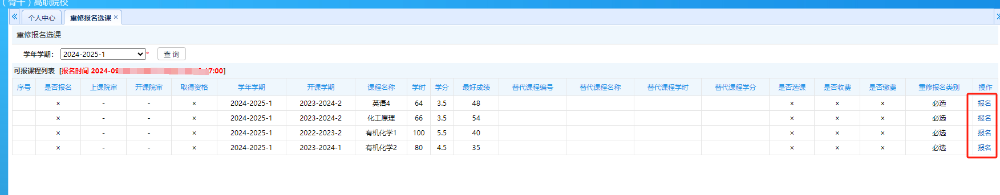 （骨干）高职院校
个人中心 重修报名选课 ×
重修报名选课
学年学期： 2024-2025-1 * 查 询
可报课程列表 [报名时间 2024-09 17:00]
序号 是否报名 上课院审 开课院审 取得资格 学年学期 开课学期 课程名称 学时 学分 最好成绩 替代课程编号 替代课程名称 替代课程学时 替代课程学分 是否选课 是否收费 是否缴费 重修报名类别 操作
× - - × 2024-2025-1 2023-2024-2 英语4 64 3.5 48 × × × 必选 报名
× - - × 2024-2025-1 2023-2024-2 化工原理 66 3.5 54 × × × 必选 报名
× - - × 2024-2025-1 2022-2023-2 有机化学1 100 5.5 40 × × × 必选 报名
× - - × 2024-2025-1 2023-2024-1 有机化学2 80 4.5 35 × × × 必选 报名